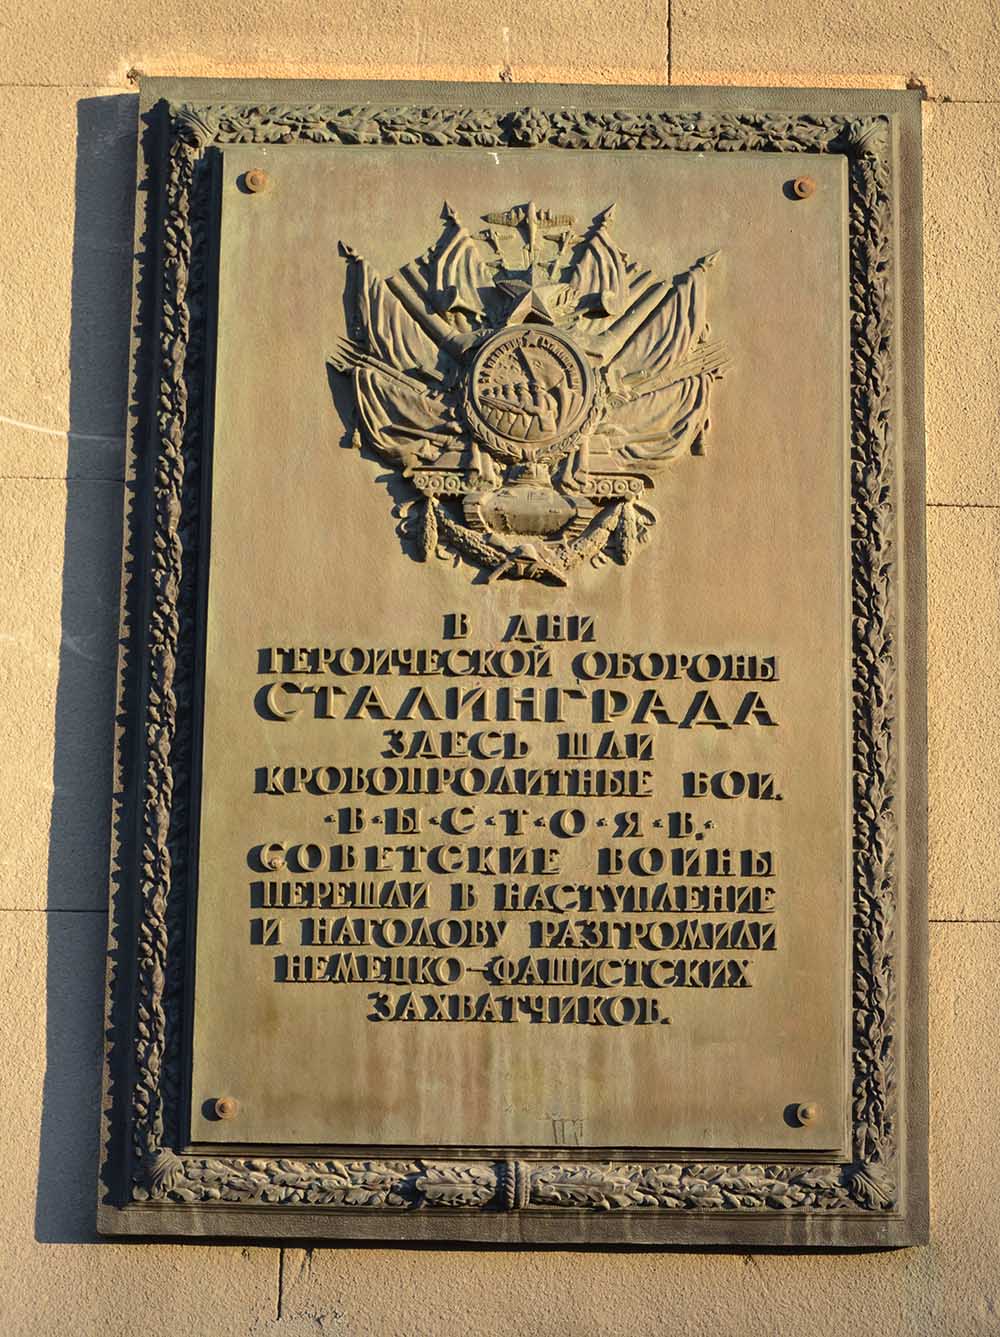 В ДНИ
ГЕРОИЧЕСКОЙ ОБОРОНЫ
СТАЛИНГРАДА
ЗДЕСЬ ШЛИ
КРОВОПРОЛИТНЫЕ БОИ.
·В·Ы·С·Т·О·Я·В·,
СОВЕТСКИЕ ВОИНЫ
ПЕРЕШЛИ В НАСТУПЛЕНИЕ
И НАГОЛОВУ РАЗГРОМИЛИ
НЕМЕЦКО-ФАШИСТСКИХ
ЗАХВАТЧИКОВ.